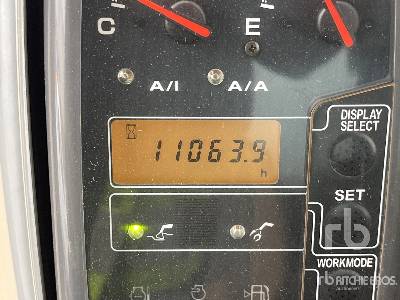 C E
A/I A/A
DISPLAY
SELECT
11063.9
h
SET
rb
WORKMODE
rb RITCHIE BROS.